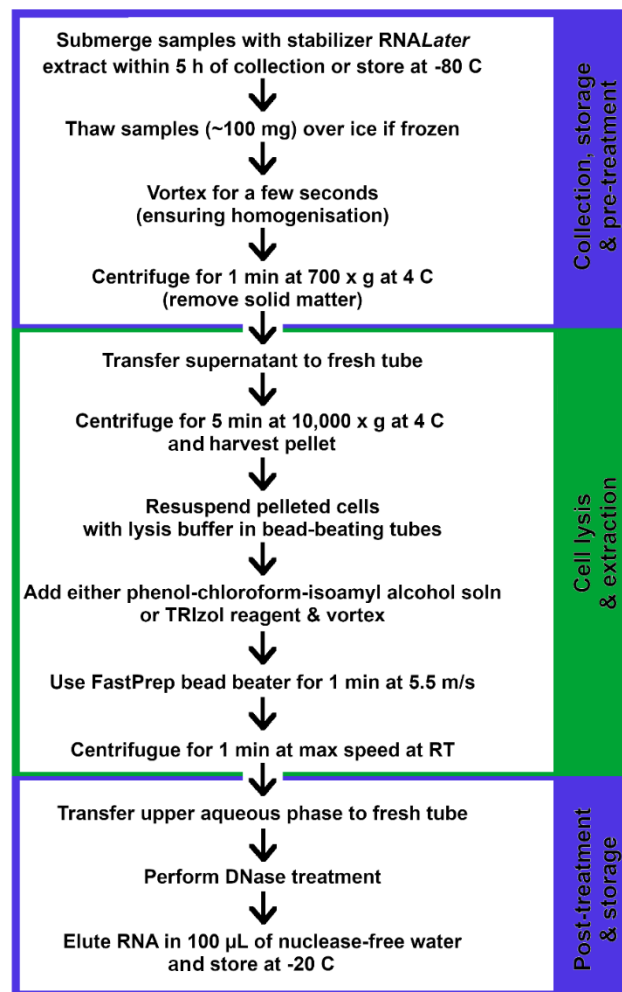 Submerge samples with stabilizer RNALater
extract within 5 h of collection or store at -80 C
Thaw samples (~100 mg) over ice if frozen
Vortex for a few seconds
(ensuring homogenisation)
Centrifuge for 1 min at 700 x g at 4 C
(remove solid matter)
Collection, storage
& pre-treatment
Transfer supernatant to fresh tube
Centrifuge for 5 min at 10,000 x g at 4 C
and harvest pellet
Resuspend pelleted cells
with lysis buffer in bead-beating tubes
Add either phenol-chloroform-isoamyl alcohol soln
or TRIzol reagent & vortex
Use FastPrep bead beater for 1 min at 5.5 m/s
Centrifugue for 1 min at max speed at RT
Cell lysis
& extraction
Transfer upper aqueous phase to fresh tube
Perform DNase treatment
Elute RNA in 100 µL of nuclease-free water
and store at -20 C
Post-treatment
& storage